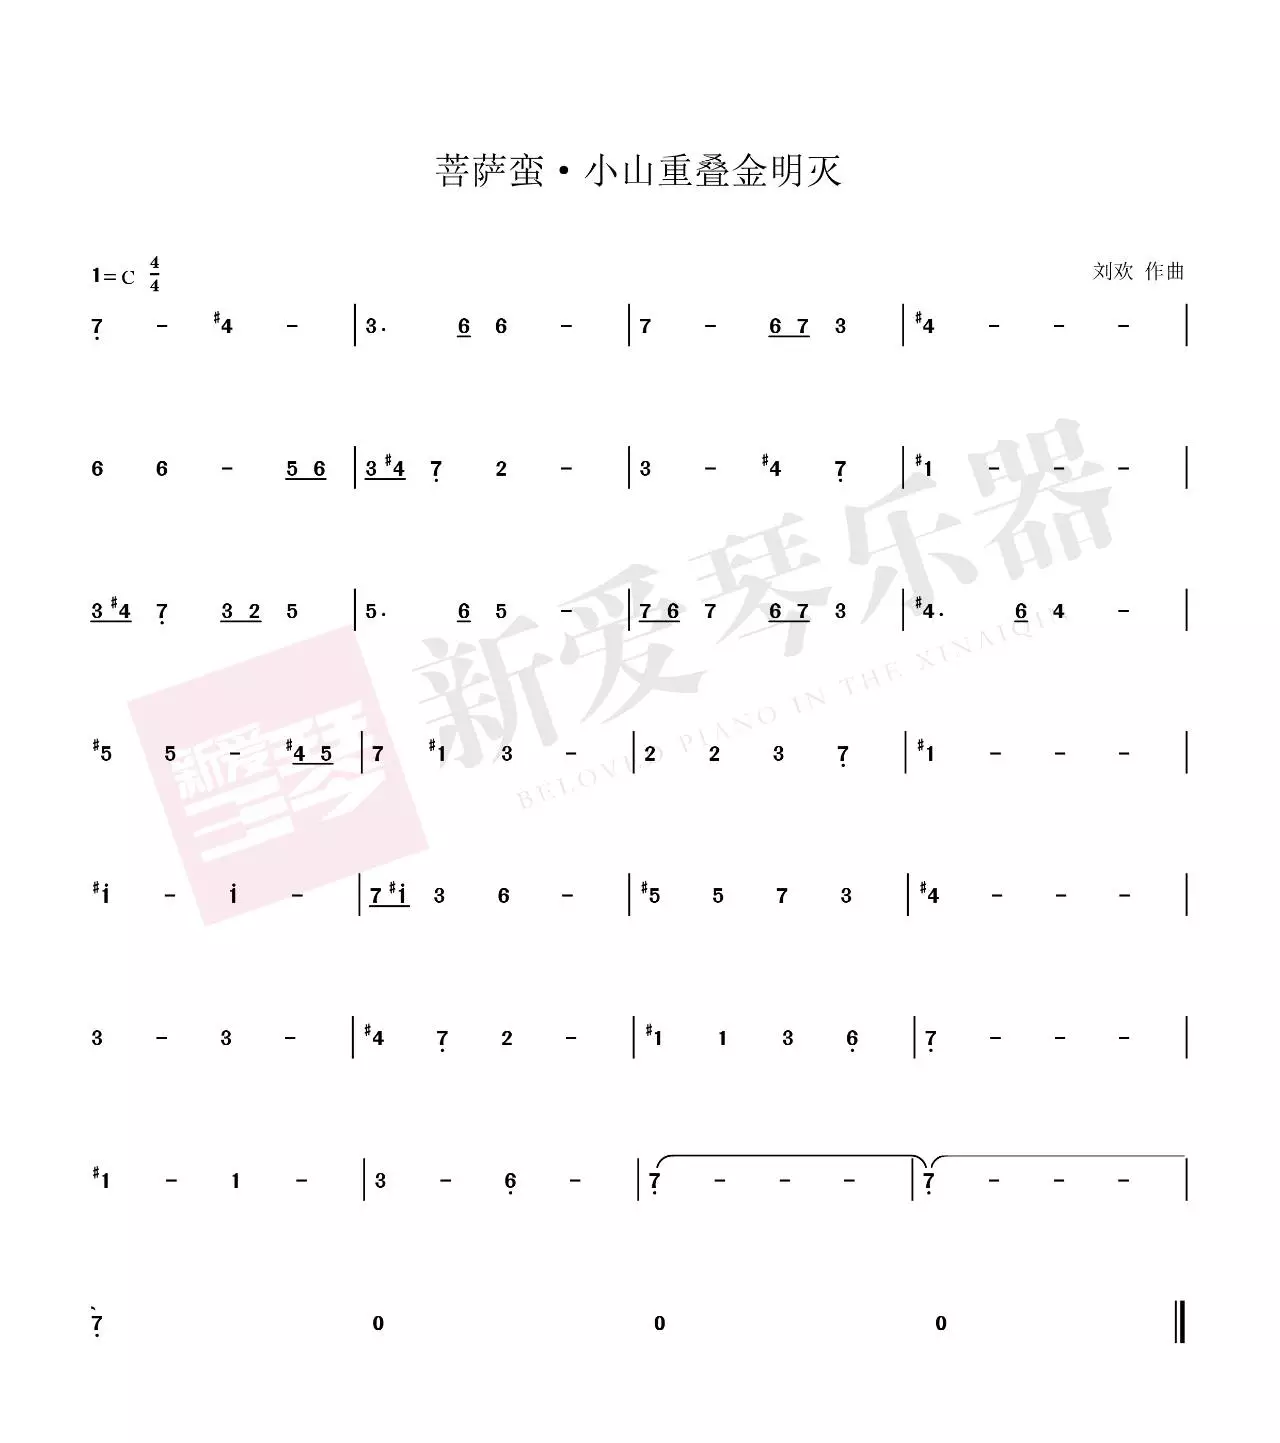 菩萨蛮·小山重叠金明灭
1=C 4/4
刘欢 作曲
7̣ - #4 - | 3. 6 6 - | 7 - 6 7 3 | #4 - - - |
6 6 - 5 6 | 3 #4 7̣ 2 - | 3 - #4 7̣ | #1 - - - |
3 #4 7̣ 3 2 5 | 5. 6 5 - | 7 6 7 6 7 3 | #4. 6 4 - |
#5 5 - #4 5 | 7 #1 3 - | 2 2 3 7̣ | #1 - - - |
#i - i - | 7 #i 3 6 - | #5 5 7 3 | #4 - - - |
3 - 3 - | #4 7̣ 2 - | #1 1 3 6̣ | 7̣ - - - |
#1 - 1 - | 3 - 6̣ - | 7̣ - - - | 7̣ - - - |
7̣ 0 0 0
新爱琴乐器
BELOVED PIANO IN THE XINAIQIN
新爱琴